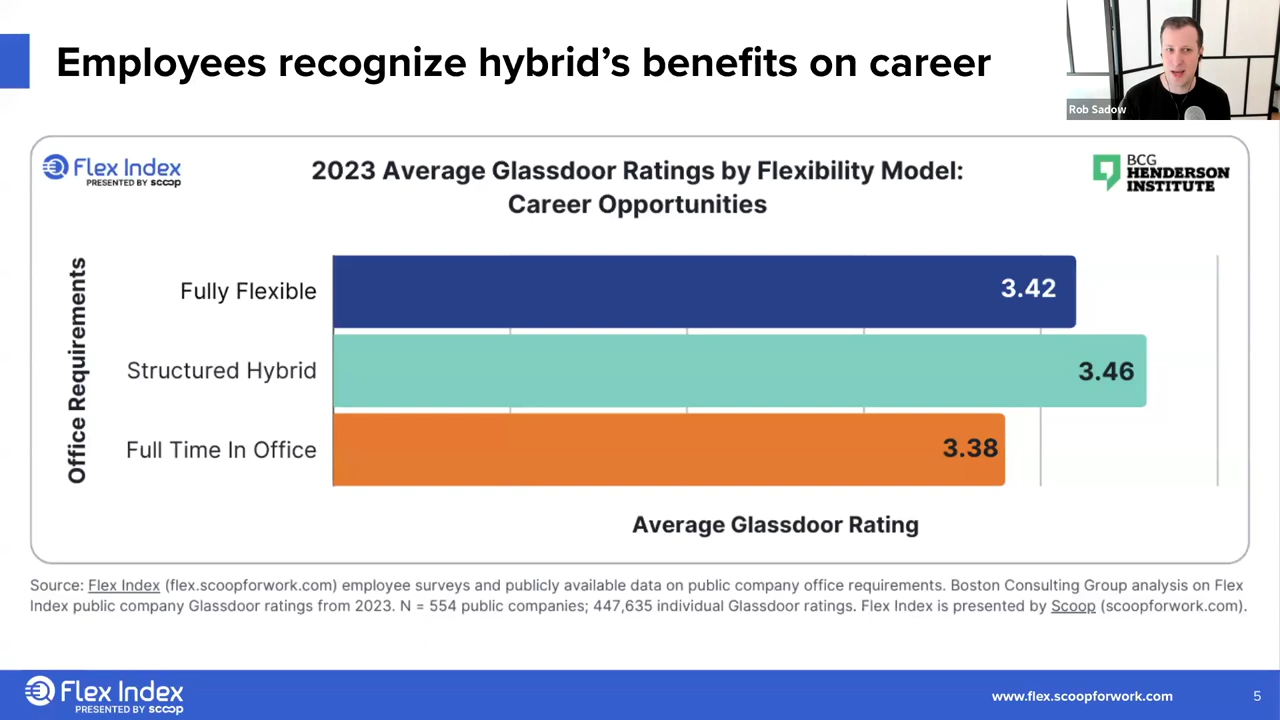 Employees recognize hybrid's benefits on career
Rob Sadow
Flex Index
PRESENTED BY scoop
2023 Average Glassdoor Ratings by Flexibility Model:
Career Opportunities
BCG
HENDERSON
INSTITUTE
Office Requirements
Fully Flexible
3.42
Structured Hybrid
3.46
Full Time In Office
3.38
Average Glassdoor Rating
Source: Flex Index (flex.scoopforwork.com) employee surveys and publicly available data on public company office requirements. Boston Consulting Group analysis on Flex
Index public company Glassdoor ratings from 2023. N = 554 public companies; 447,635 individual Glassdoor ratings. Flex Index is presented by Scoop (scoopforwork.com).
Flex Index
PRESENTED BY scoop
www.flex.scoopforwork.com
5